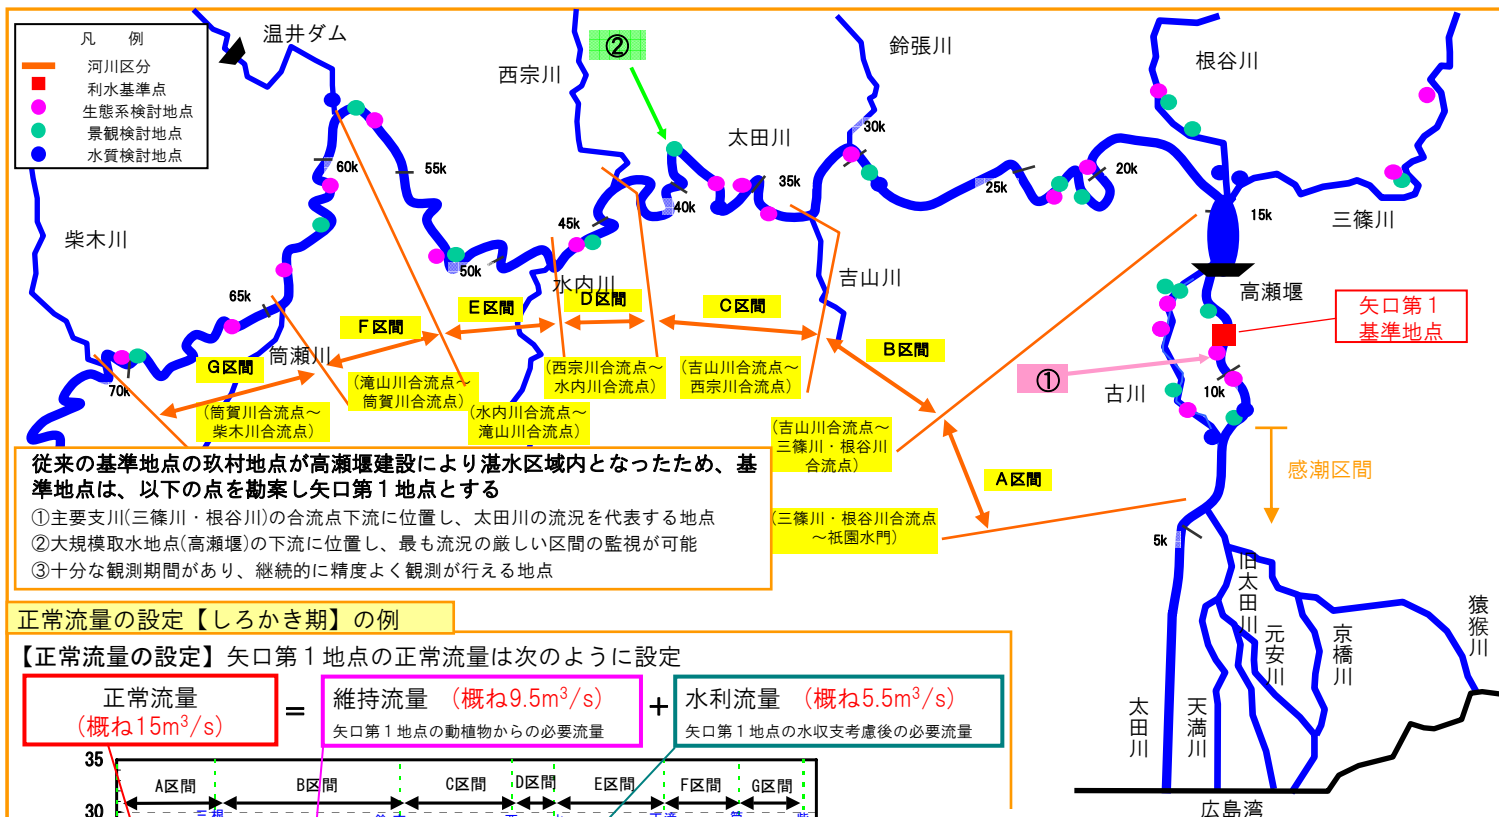 凡　例
河川区分
利水基準点
生態系検討地点
景観検討地点
水質検討地点
温井ダム
西宗川
②
鈴張川
根谷川
太田川
30k
60k
55k
35k
25k
20k
40k
45k
15k
三篠川
柴木川
50k
水内川
吉山川
高瀬堰
65k
矢口第１
基準地点
E区間
D区間
C区間
F区間
筒瀬川
B区間
G区間
70k
(西宗川合流点～
水内川合流点)
(吉山川合流点～
西宗川合流点)
①
古川
10k
(滝山川合流点～
筒賀川合流点)
(筒賀川合流点～
柴木川合流点)
(水内川合流点～
滝山川合流点)
(吉山川合流点～
三篠川・根谷川
合流点)
A区間
感潮区間
(三篠川・根谷川合流点
～祇園水門)
5k
従来の基準地点の玖村地点が高瀬堰建設により湛水区域内となったため、基
準地点は、以下の点を勘案し矢口第１地点とする
①主要支川(三篠川・根谷川)の合流点下流に位置し、太田川の流況を代表する地点
②大規模取水地点(高瀬堰)の下流に位置し、最も流況の厳しい区間の監視が可能
③十分な観測期間があり、継続的に精度よく観測が行える地点
旧太田川
元安川
京橋川
猿猴川
太田川
天満川
広島湾
正常流量の設定【しろかき期】の例
【正常流量の設定】矢口第１地点の正常流量は次のように設定
正常流量
(概ね15m³/s)
＝
維持流量 (概ね9.5m³/s)
矢口第１地点の動植物からの必要流量
＋
水利流量 (概ね5.5m³/s)
矢口第１地点の水収支考慮後の必要流量
35
A区間
B区間
C区間
D区間
E区間
F区間
G区間
30